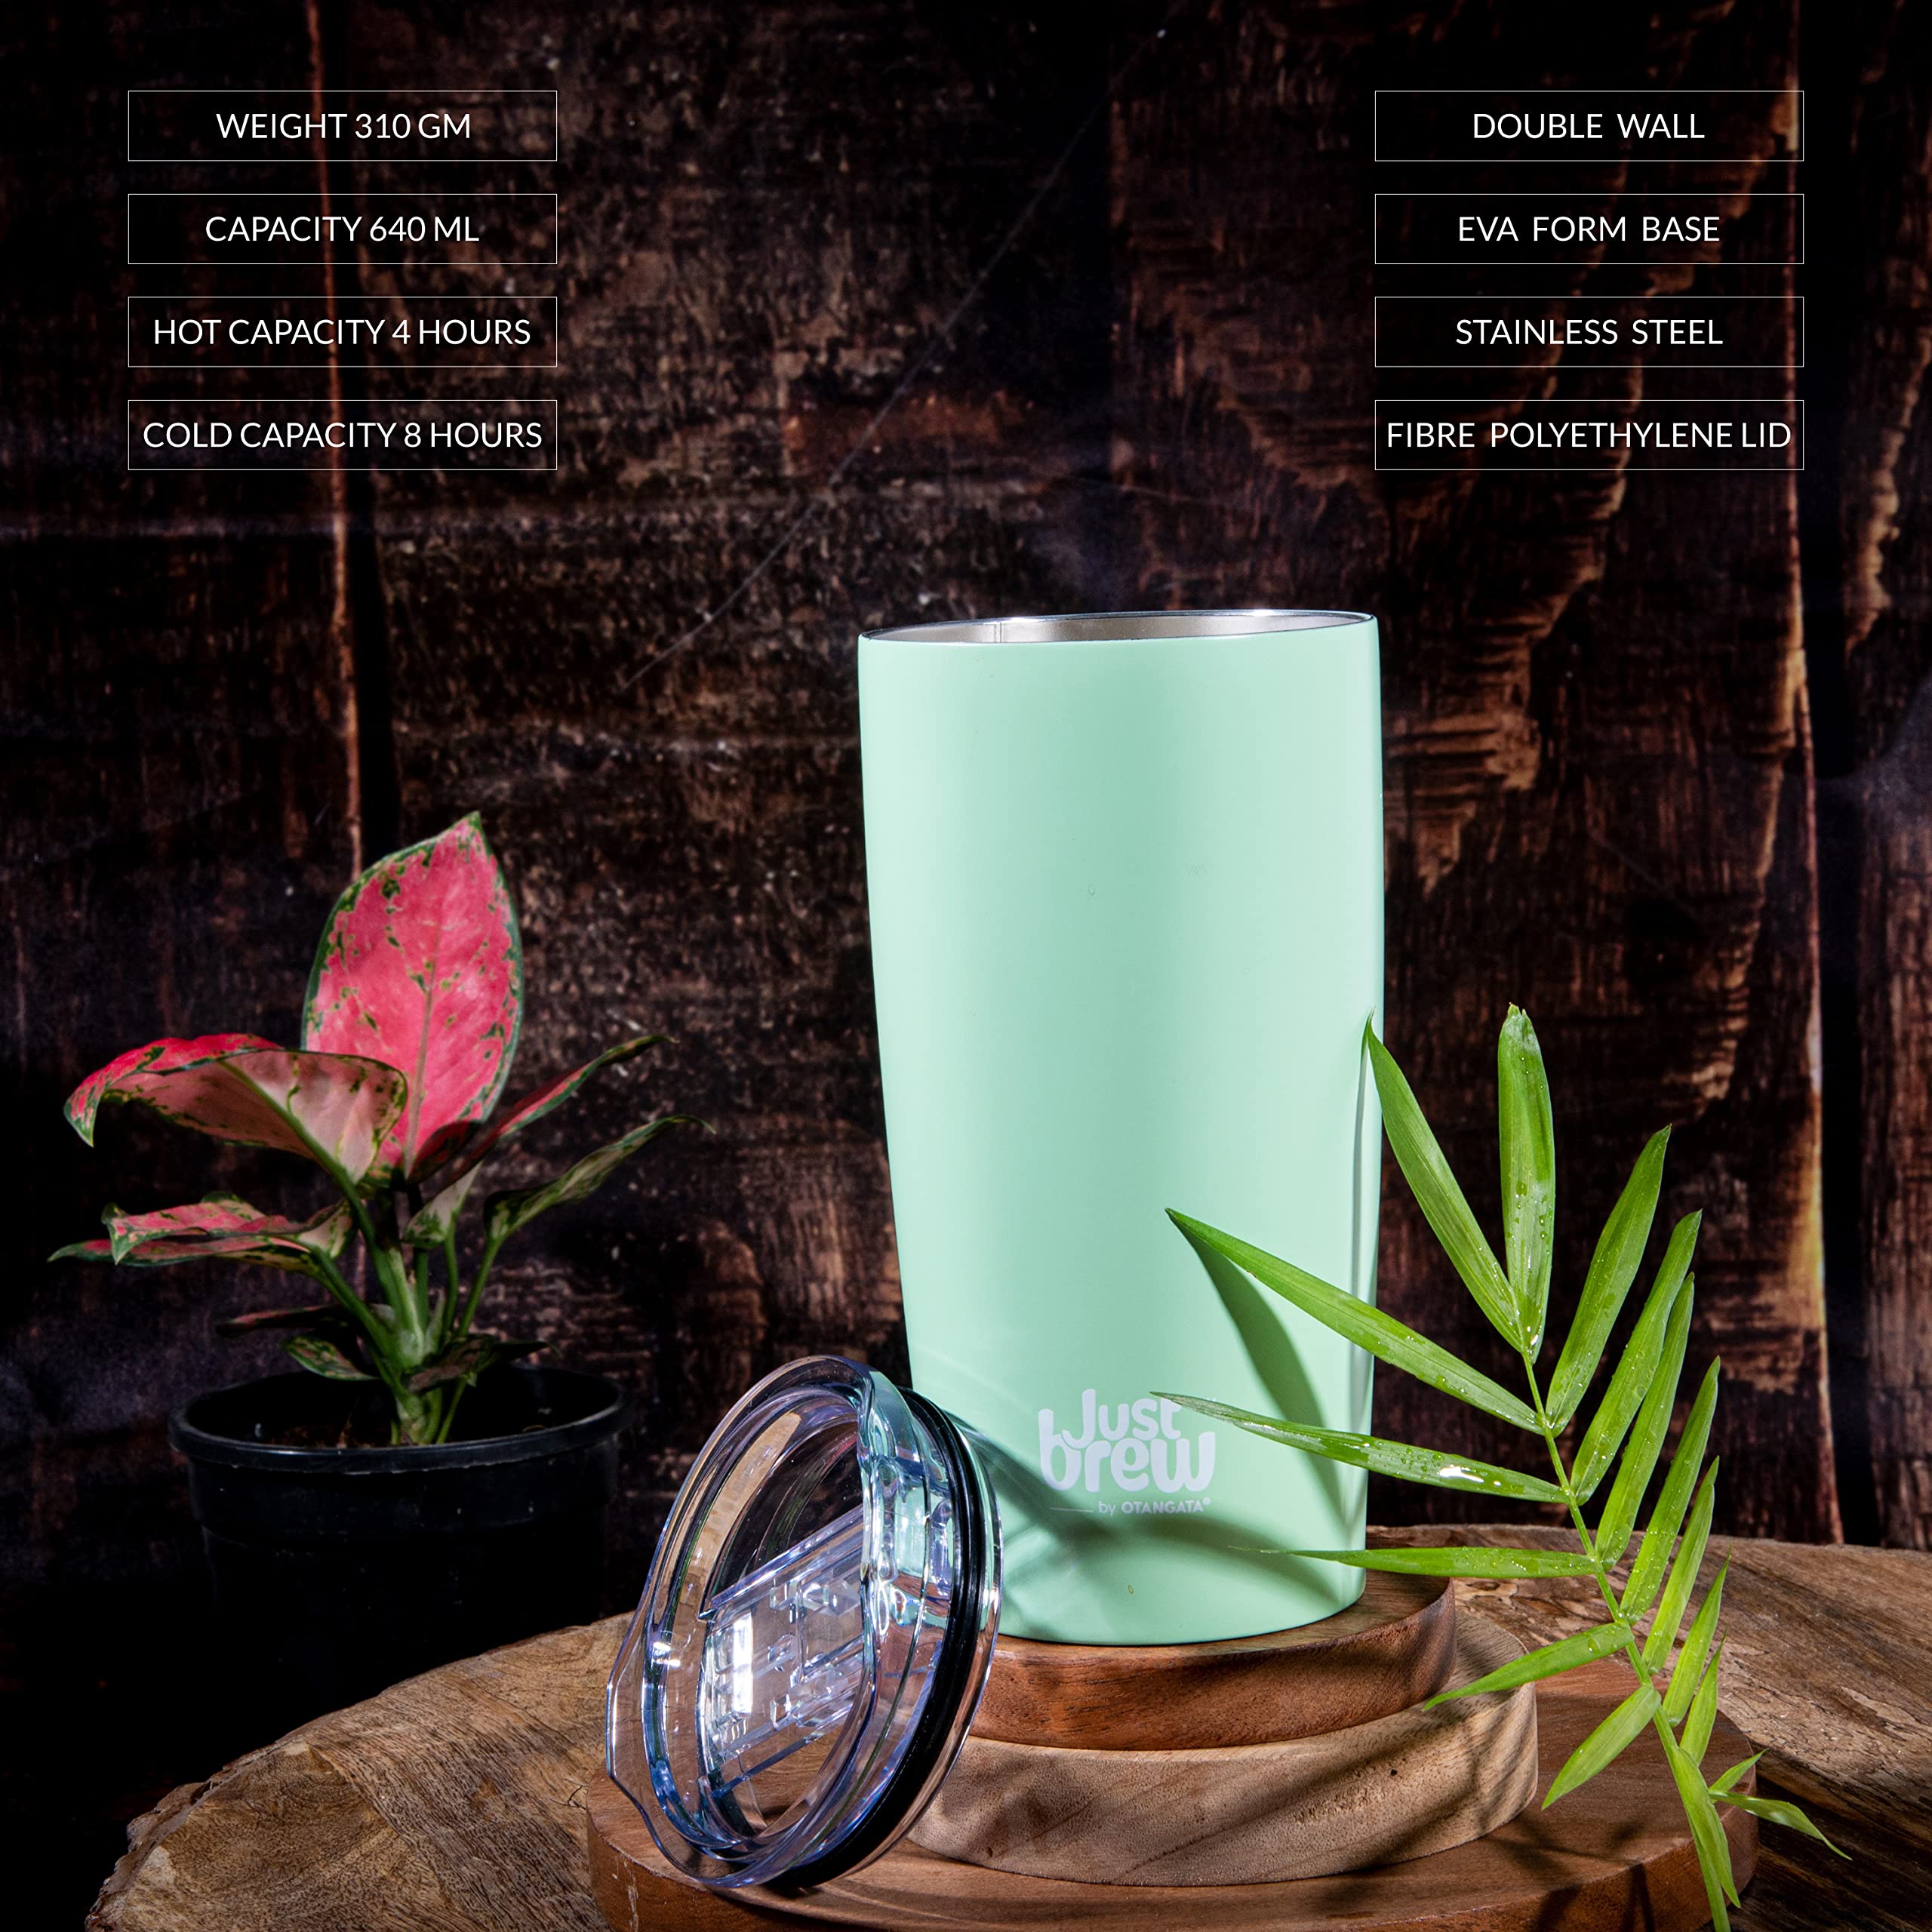 WEIGHT 310 GM
CAPACITY 640 ML
HOT CAPACITY 4 HOURS
COLD CAPACITY 8 HOURS
DOUBLE WALL
EVA FORM BASE
STAINLESS STEEL
FIBRE POLYETHYLENE LID
Just
brew
by OTANGATA®